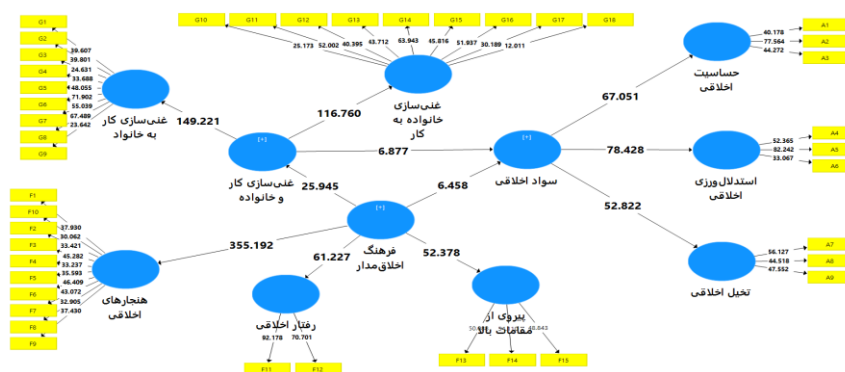 G10
G11
G12
G13
G14
G15
G16
G17
G18
25.173
52.002
40.395
43.712
63.943
45.816
51.937
30.189
12.011
غنی‌سازی
خانواده به
کار
G1
G2
G3
G4
G5
G6
G7
G8
G9
39.607
39.801
24.631
33.688
48.055
71.902
55.039
67.489
23.642
غنی‌سازی کار
به خانواد
149.221
116.760
[+]
غنی‌سازی کار
و خانواده
6.877
25.945
6.458
[+]
سواد اخلاقی
67.051
78.428
52.822
حساسیت
اخلاقی
40.178
77.564
44.272
A1
A2
A3
استدلال‌ورزی
اخلاقی
52.365
82.242
33.067
A4
A5
A6
تخیل اخلاقی
56.127
44.518
47.552
A7
A8
A9
[+]
فرهنگ
اخلاق‌مدار
355.192
61.227
52.378
F1
F10
F2
F3
F4
F5
F6
F7
F8
F9
37.930
30.062
33.421
45.282
33.237
35.593
46.409
43.072
32.905
37.430
هنجارهای
اخلاقی
رفتار اخلاقی
92.178
70.701
F11
F12
پیروی از
مقامات بالا
F13
F14
F15